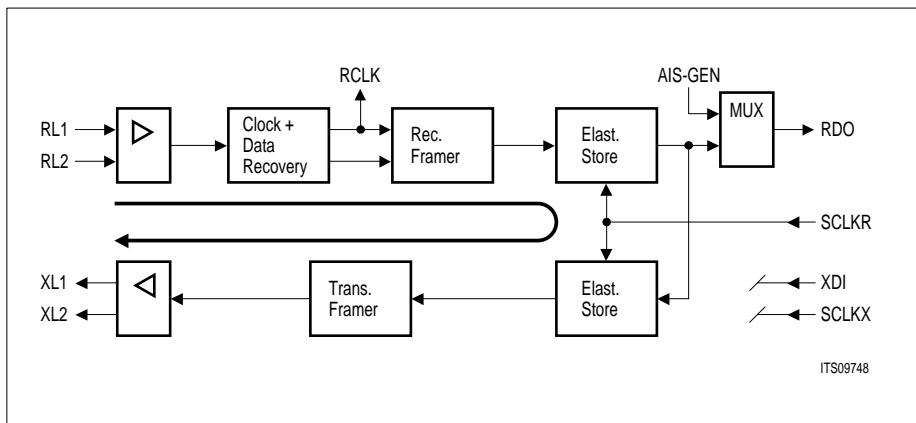 RCLK
AIS-GEN
MUX
RL1
RL2
Clock +
Data
Recovery
Rec.
Framer
Elast.
Store
RDO
SCLKR
XL1
XL2
Trans.
Framer
Elast.
Store
XDI
SCLKX
ITS09748